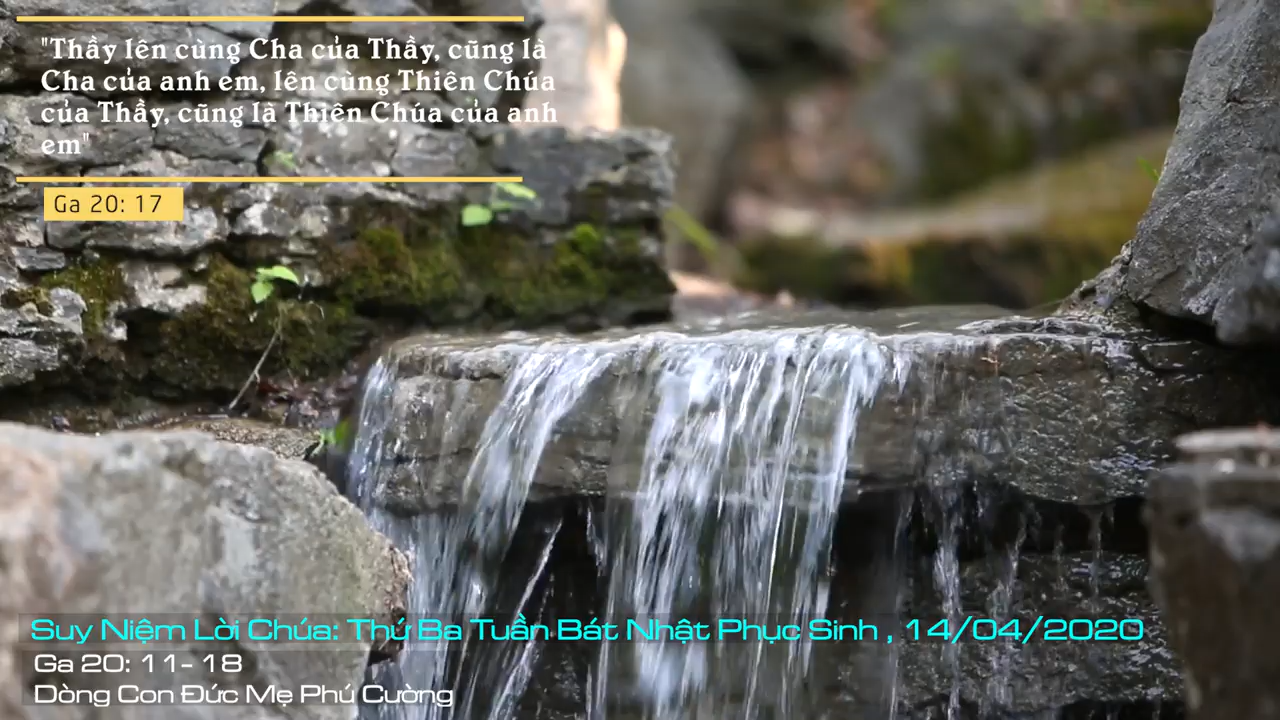 "Thầy lên cùng Cha của Thầy, cũng là
Cha của anh em, lên cùng Thiên Chúa
của Thầy, cũng là Thiên Chúa của anh
em"
Ga 20: 17
Suy Niệm Lời Chúa: Thứ Ba Tuần Bát Nhật Phục Sinh , 14/04/2020
Ga 20: 11- 18
Dòng Con Đức Mẹ Phú Cường